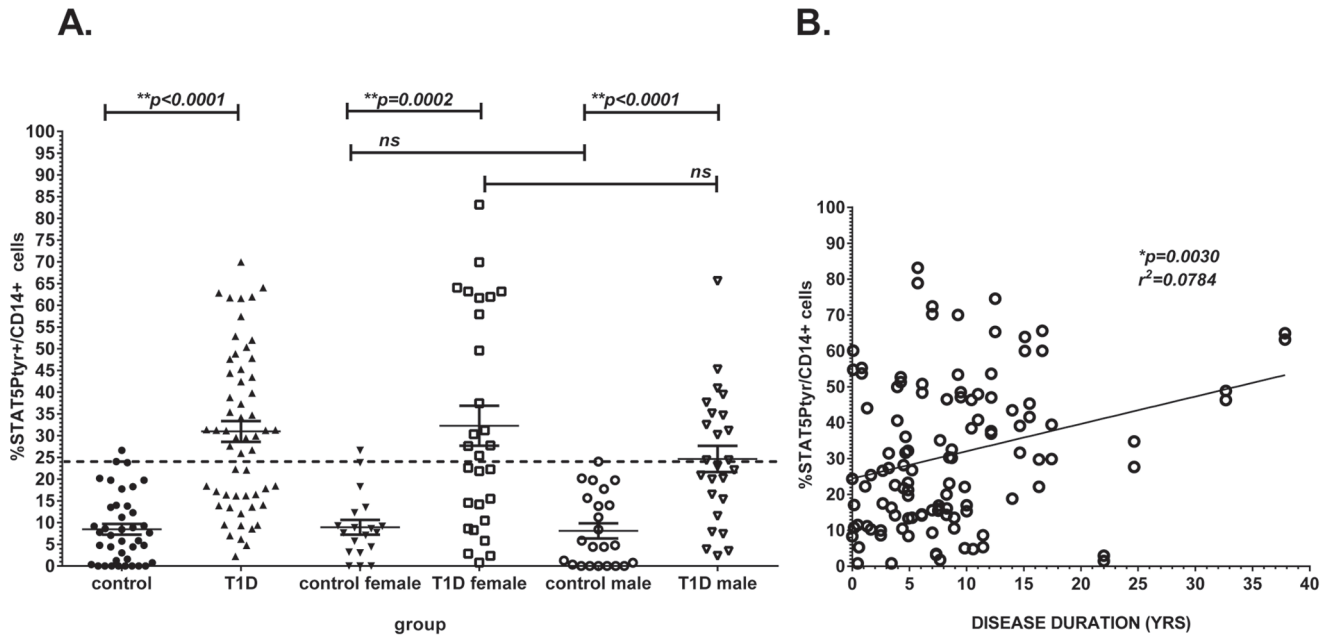 A.
**p<0.0001
**p=0.0002
**p<0.0001
ns
ns
%STAT5Ptyr+/CD14+ cells
100
95
90
85
80
75
70
65
60
55
50
45
40
35
30
25
20
15
10
5
0
control T1D control female T1D female control male T1D male
group
B.
*p=0.0030
r²=0.0784
%STAT5Ptyr/CD14+ cells
100
90
80
70
60
50
40
30
20
10
0
0 5 10 15 20 25 30 35 40
DISEASE DURATION (YRS)